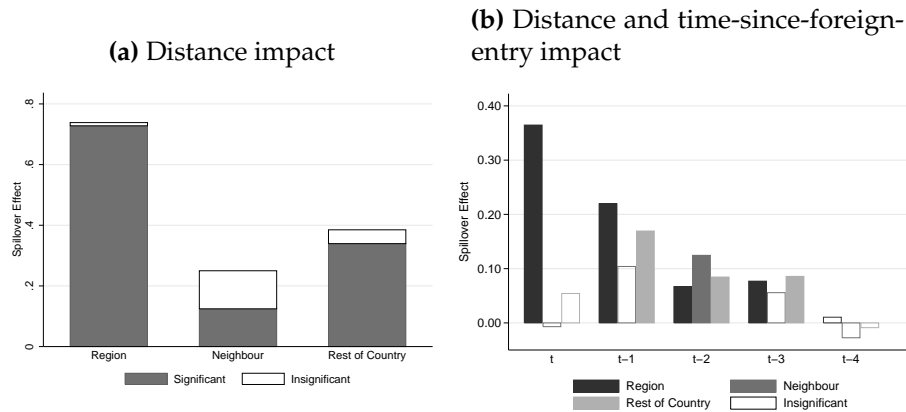 (a) Distance impact
Spillover Effect
.8
.6
.4
.2
0
Region Neighbour Rest of Country
Significant Insignificant
(b) Distance and time-since-foreign-
entry impact
Spillover Effect
0.40
0.30
0.20
0.10
0.00
t t−1 t−2 t−3 t−4
Region Neighbour
Rest of Country Insignificant